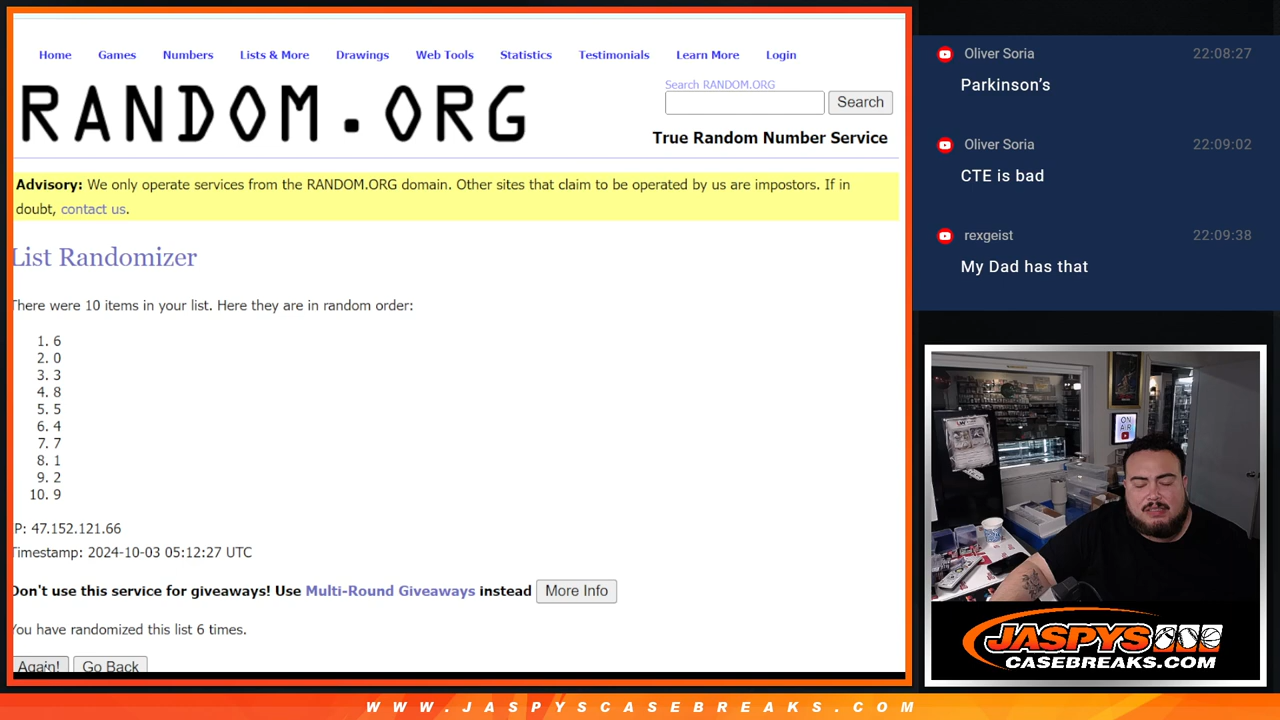 Home Games Numbers Lists & More Drawings Web Tools Statistics Testimonials Learn More Login
RANDOM.ORG
Search RANDOM.ORG
Search
True Random Number Service
Advisory: We only operate services from the RANDOM.ORG domain. Other sites that claim to be operated by us are impostors. If in
doubt, contact us.
List Randomizer
There were 10 items in your list. Here they are in random order:
1. 6
2. 0
3. 3
4. 8
5. 5
6. 4
7. 7
8. 1
9. 2
10. 9
P: 47.152.121.66
Timestamp: 2024-10-03 05:12:27 UTC
Don't use this service for giveaways! Use Multi-Round Giveaways instead More Info
You have randomized this list 6 times.
Again! Go Back
Oliver Soria 22:08:27
Parkinson’s
Oliver Soria 22:09:02
CTE is bad
rexgeist 22:09:38
My Dad has that
ON
AIR
JASPYS
CASEBREAKS.COM
WWW.JASPYSCASEBREAKS.COM